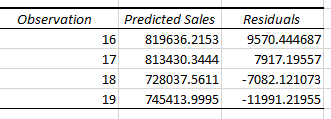 Observation Predicted Sales Residuals
16 819636.2153 9570.444687
17 813430.3444 7917.19557
18 728037.5611 -7082.121073
19 745413.9995 -11991.21955